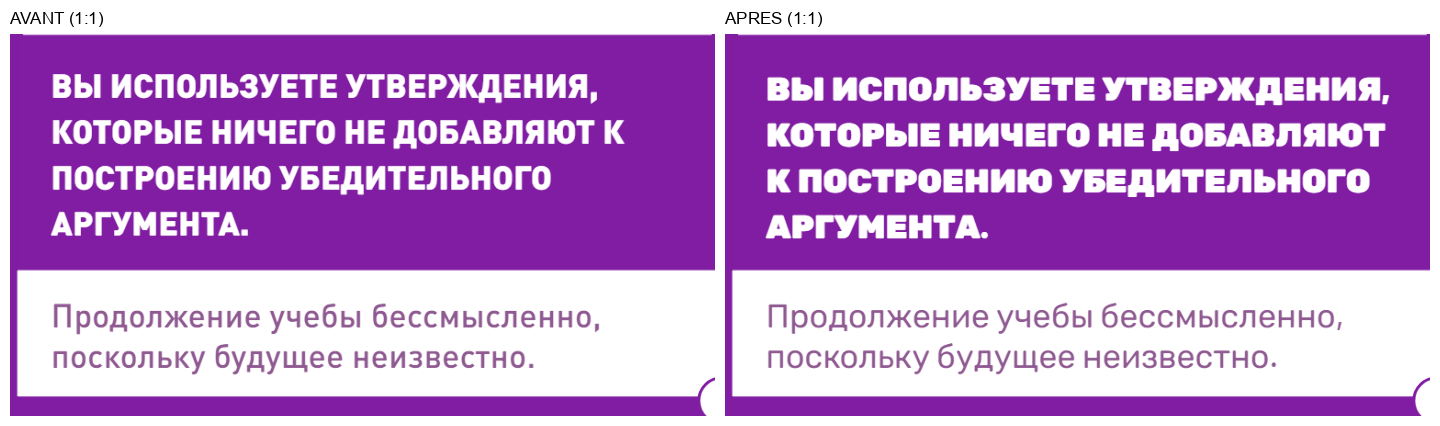 AVANT (1:1)
ВЫ ИСПОЛЬЗУЕТЕ УТВЕРЖДЕНИЯ,
КОТОРЫЕ НИЧЕГО НЕ ДОБАВЛЯЮТ К
ПОСТРОЕНИЮ УБЕДИТЕЛЬНОГО
АРГУМЕНТА.
Продолжение учебы бессмысленно,
поскольку будущее неизвестно.
APRES (1:1)
ВЫ ИСПОЛЬЗУЕТЕ УТВЕРЖДЕНИЯ,
КОТОРЫЕ НИЧЕГО НЕ ДОБАВЛЯЮТ
К ПОСТРОЕНИЮ УБЕДИТЕЛЬНОГО
АРГУМЕНТА.
Продолжение учебы бессмысленно,
поскольку будущее неизвестно.